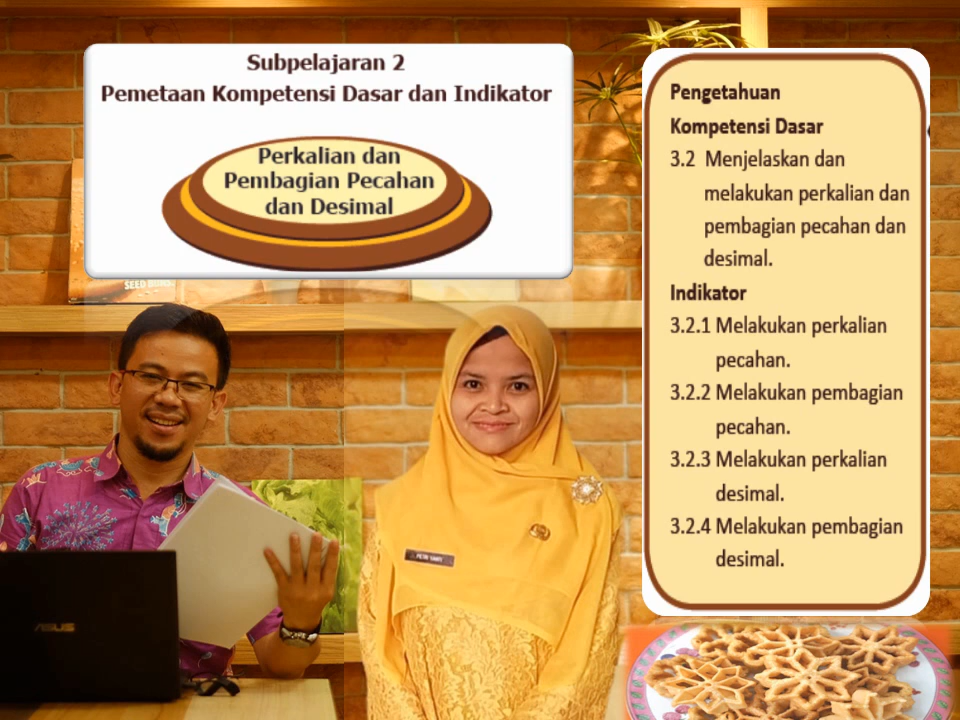 Subpelajaran 2
Pemetaan Kompetensi Dasar dan Indikator
Perkalian dan
Pembagian Pecahan
dan Desimal
Pengetahuan
Kompetensi Dasar
3.2 Menjelaskan dan
melakukan perkalian dan
pembagian pecahan dan
desimal.
Indikator
3.2.1 Melakukan perkalian
pecahan.
3.2.2 Melakukan pembagian
pecahan.
3.2.3 Melakukan perkalian
desimal.
3.2.4 Melakukan pembagian
desimal.
SEED
ASUS